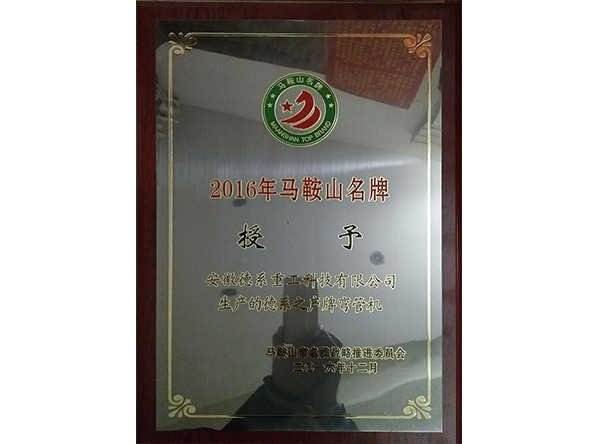 马鞍山名牌
MAANSHAN TOP BRAND
2016年马鞍山名牌
授 予
安徽德系重工科技有限公司
生产的德系之声牌弯管机
马鞍山市名牌战略推进委员会
二〇一六年十二月